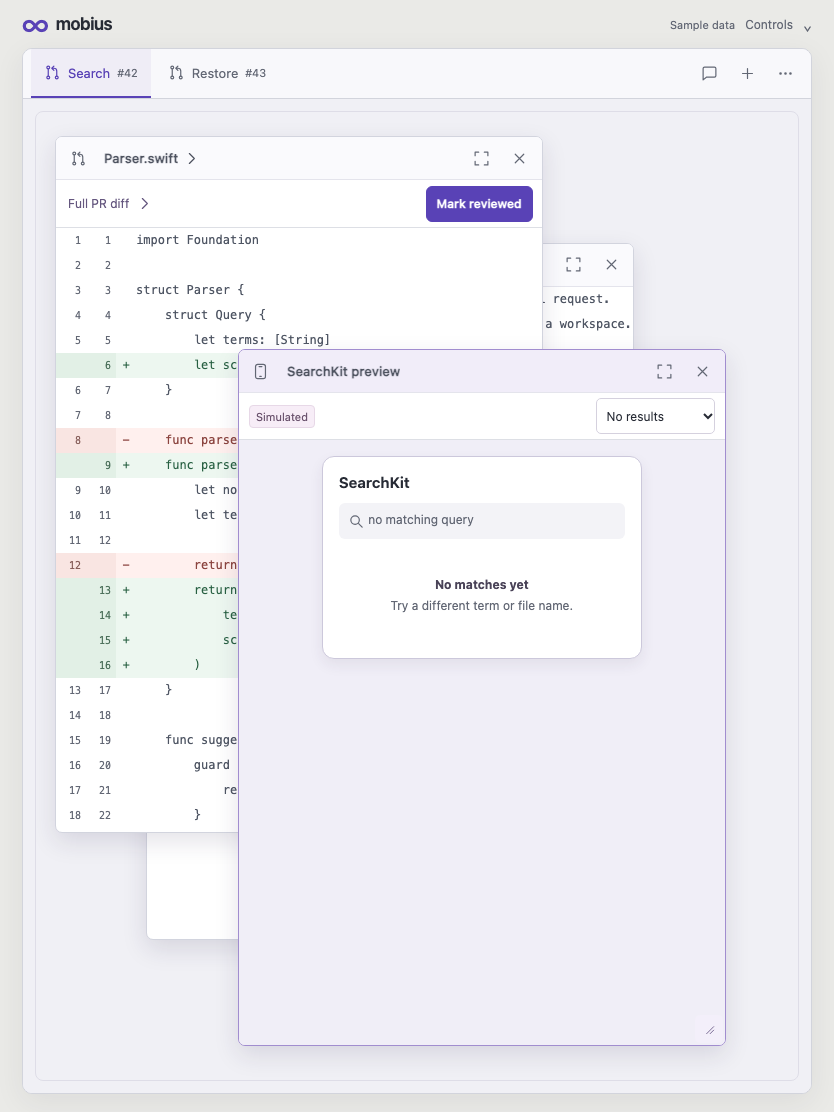 mobius
Sample data Controls
Search #42 Restore #43
Parser.swift
Full PR diff
Mark reviewed
1 1 import Foundation
2 2
3 3 struct Parser {
4 4 struct Query {
5 5 let terms: [String]
6 + let sc
6 7 }
7 8
8 − func parse
9 + func parse
9 10 let no
10 11 let te
11 12
12 − return
13 + return
14 + te
15 + sc
16 + )
13 17 }
14 18
15 19 func sugge
16 20 guard
17 21 re
18 22 }
request.
a workspace.
SearchKit preview
Simulated
No results
SearchKit
no matching query
No matches yet
Try a different term or file name.